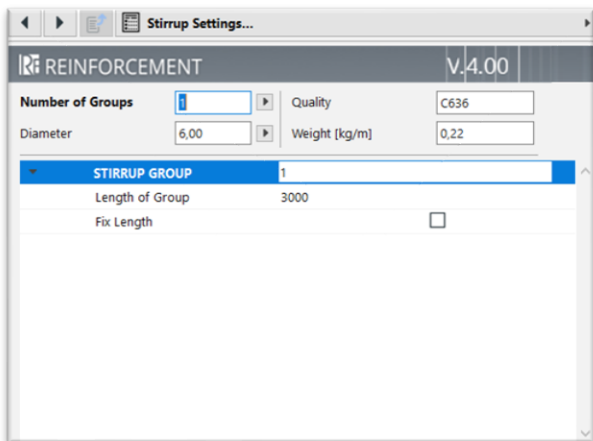 Stirrup Settings...
REINFORCEMENT V.4.00
Number of Groups 1 Quality C636
Diameter 6,00 Weight [kg/m] 0,22
STIRRUP GROUP 1
Length of Group 3000
Fix Length